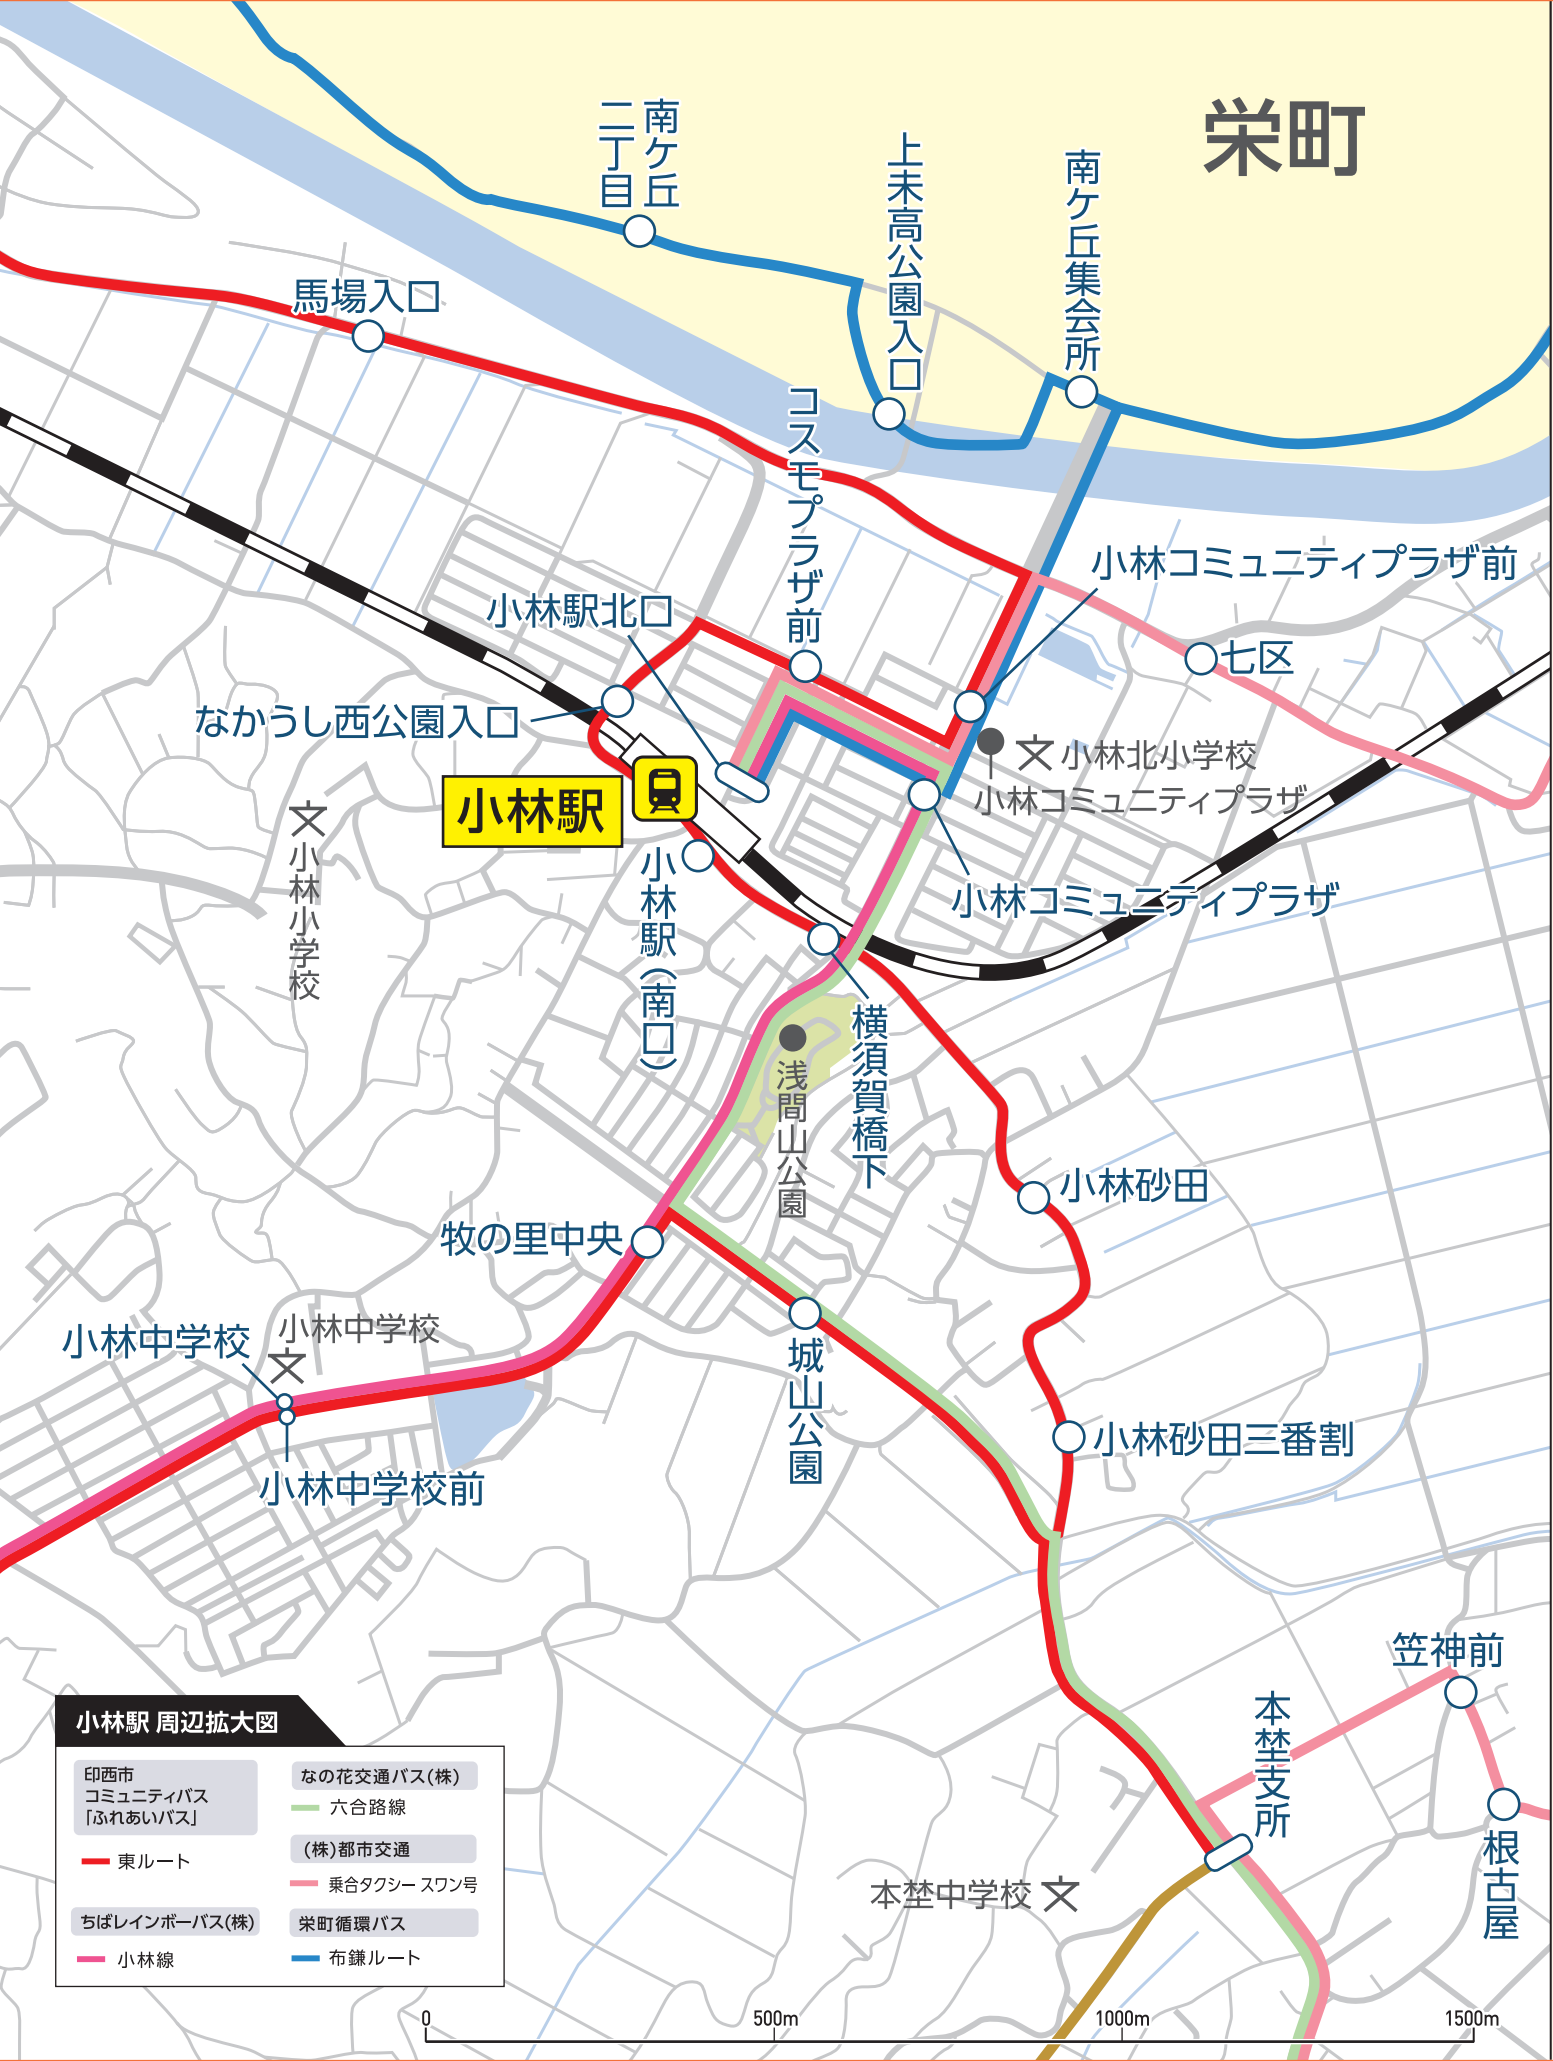 栄町
南ケ丘
二丁目
上末高公園入口
南ケ丘集会所
馬場入口
コスモプラザ前
小林コミュニティプラザ前
小林駅北口
七区
なかうし西公園入口
小林北小学校
小林コミュニティプラザ
小林駅
小林小学校
小林駅(南口)
小林コミュニティプラザ
横須賀橋下
浅間山公園
小林砂田
牧の里中央
小林中学校
小林中学校
城山公園
小林砂田三番割
小林中学校前
笠神前
本埜支所
根古屋
本埜中学校
小林駅 周辺拡大図
印西市
コミュニティバス
「ふれあいバス」
東ルート
ちばレインボーバス(株)
小林線
なの花交通バス(株)
六合路線
(株)都市交通
乗合タクシー スワン号
栄町循環バス
布鎌ルート
0 500m 1000m 1500m